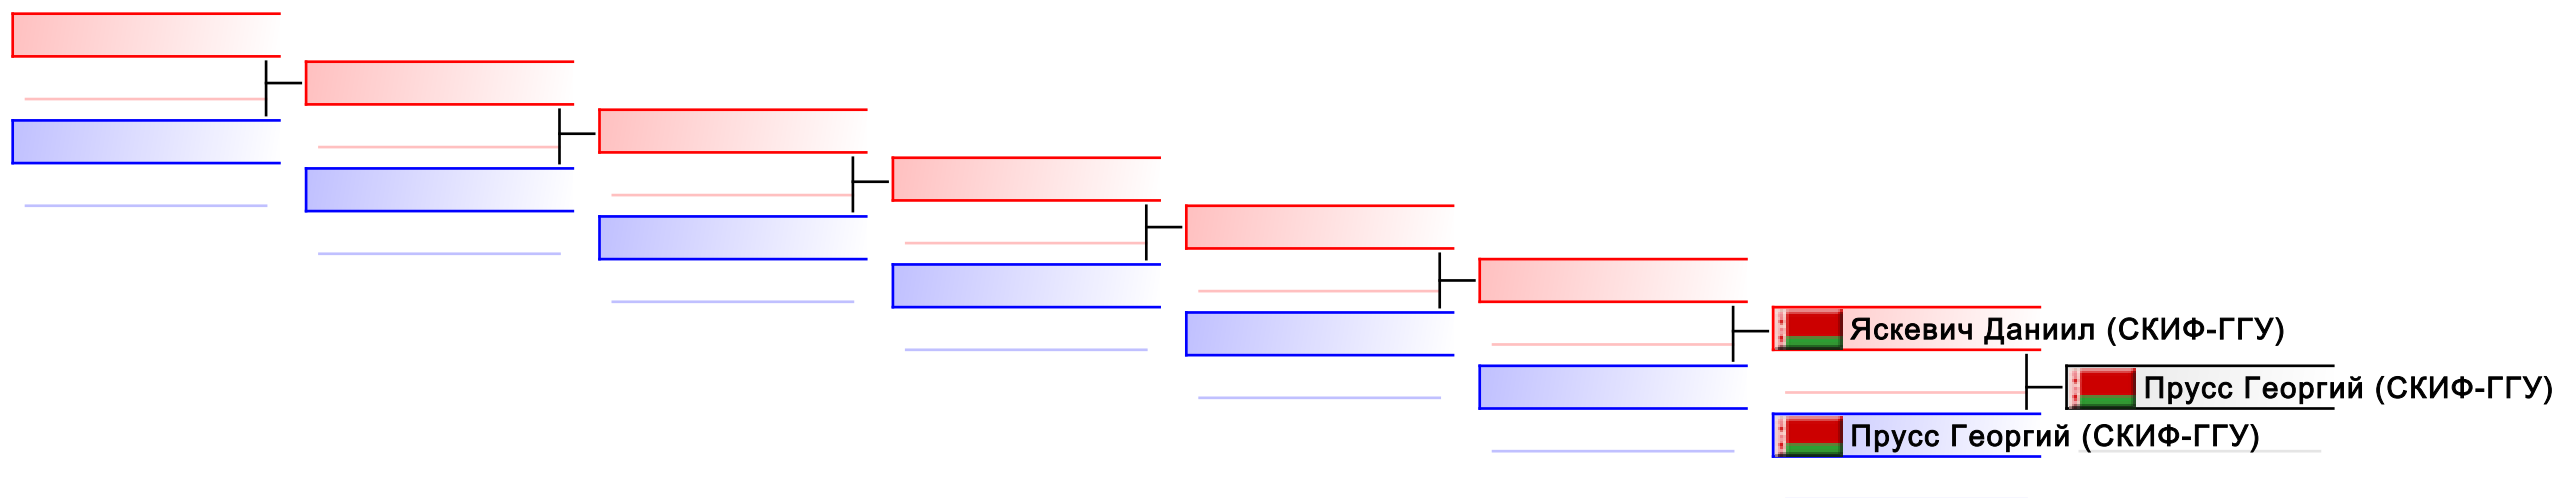 Яскевич Даниил (СКИФ-ГГУ)
Прусс Георгий (СКИФ-ГГУ)
Прусс Георгий (СКИФ-ГГУ)